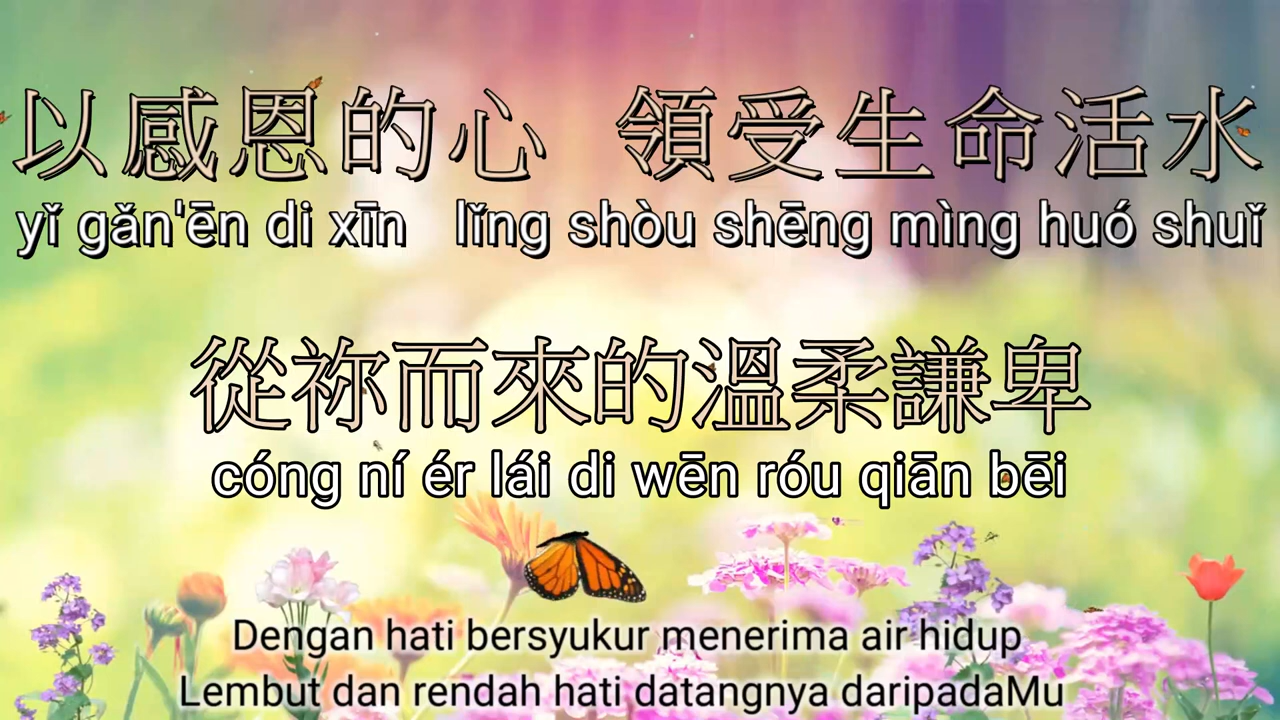 以感恩的心 領受生命活水
yǐ gǎn'ēn di xīn lǐng shòu shēng mìng huó shuǐ
從祢而來的溫柔謙卑
cóng ní ér lái di wēn róu qiān bēi
Dengan hati bersyukur menerima air hidup
Lembut dan rendah hati datangnya daripadaMu